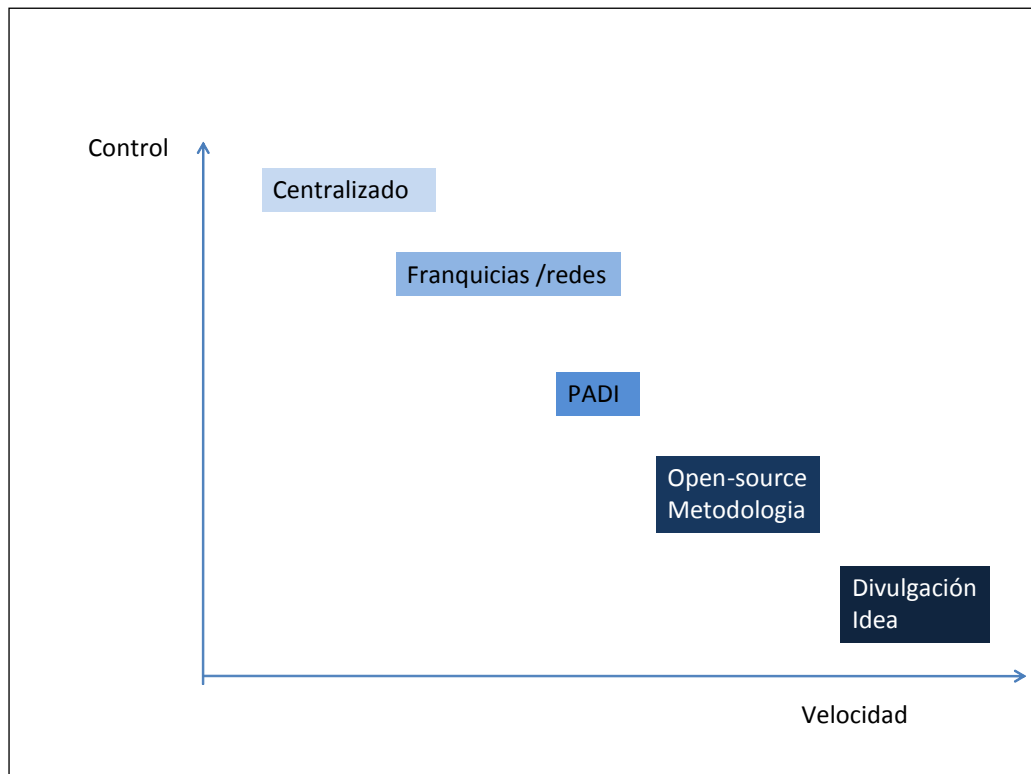 Control
Centralizado
Franquicias /redes
PADI
Open-source
Metodologia
Divulgación
Idea
Velocidad